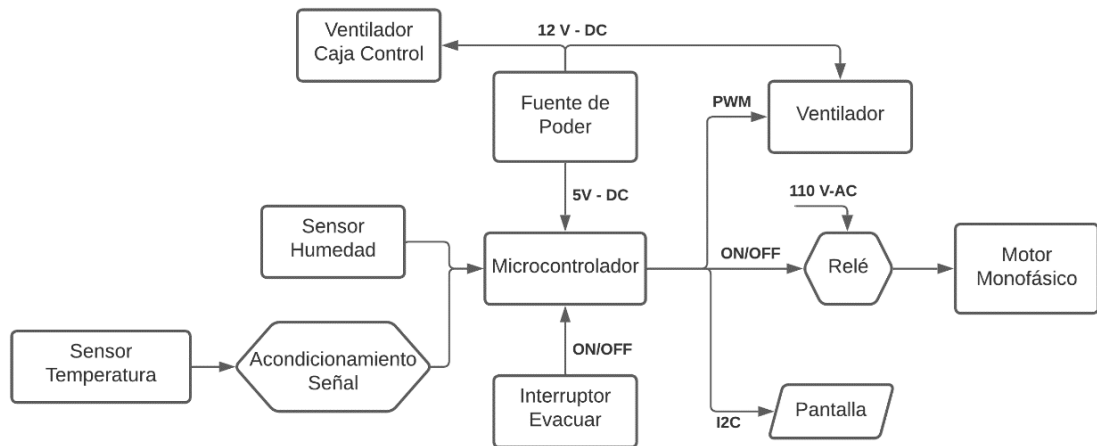 Ventilador
Caja Control
12 V - DC
Fuente de
Poder
PWM
Ventilador
5V - DC
110 V-AC
Sensor
Humedad
Microcontrolador
ON/OFF
Relé
Motor
Monofásico
Sensor
Temperatura
Acondicionamiento
Señal
ON/OFF
Interruptor
Evacuar
I2C
Pantalla